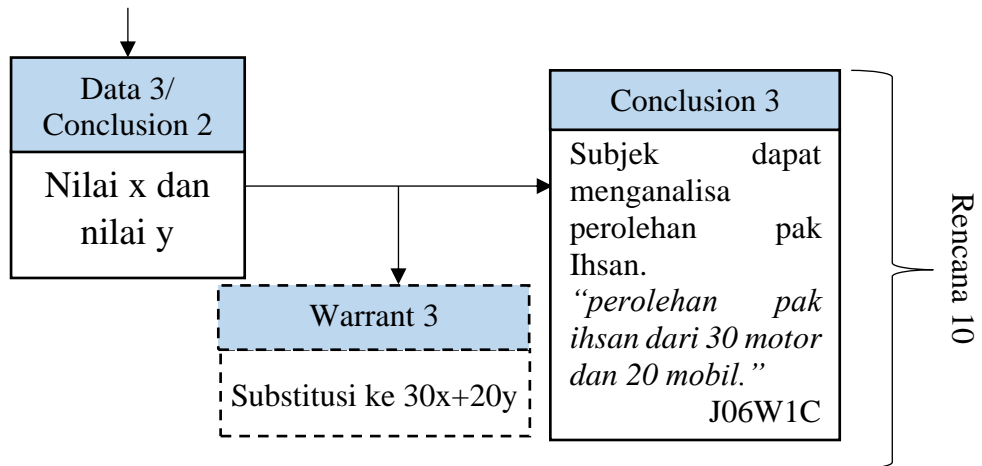 Data 3/
Conclusion 2
Nilai x dan
nilai y
Warrant 3
Substitusi ke 30x+20y
Conclusion 3
Subjek dapat
menganalisa
perolehan pak
Ihsan.
“perolehan pak
ihsan dari 30 motor
dan 20 mobil.”
J06W1C
Rencana 10